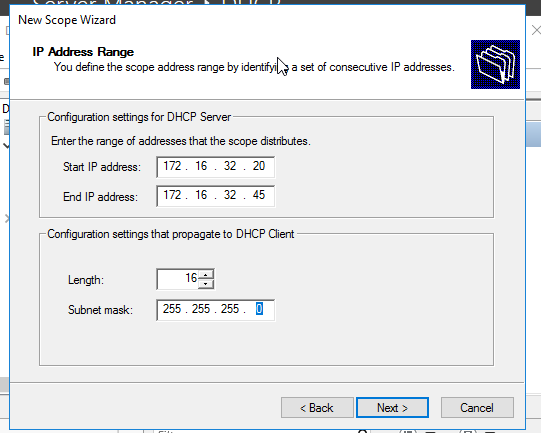 Server Manager ▸ DHCP
New Scope Wizard
IP Address Range
You define the scope address range by identifying a set of consecutive IP addresses.
Configuration settings for DHCP Server
Enter the range of addresses that the scope distributes.
Start IP address: 172 . 16 . 32 . 20
End IP address: 172 . 16 . 32 . 45
Configuration settings that propagate to DHCP Client
Length: 16
Subnet mask: 255 . 255 . 255 . 0
< Back Next > Cancel